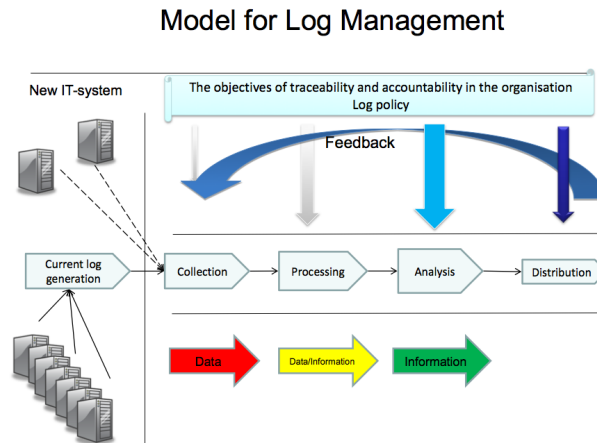 Model for Log Management
New IT-system
The objectives of traceability and accountability in the organisation
Log policy
Feedback
Current log
generation
Collection
Processing
Analysis
Distribution
Data
Data/Information
Information